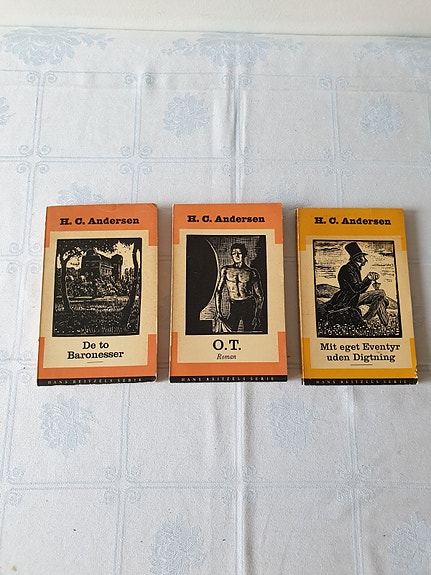 H. C. Andersen
De to
Baronesser
HANS REITZELS SERIE
H. C. Andersen
O.T.
Roman
HANS REITZELS SERIE
H. C. Andersen
Mit eget Eventyr
uden Digtning
HANS REITZELS SERIE